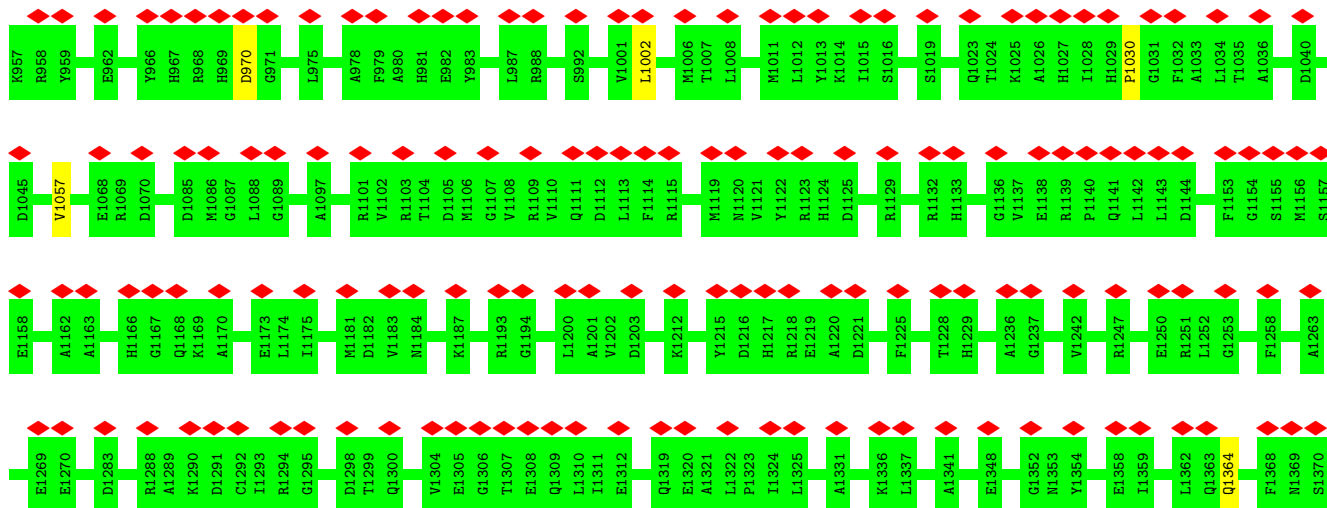 K957 R958 Y959 E962 Y966 H967 R968 H969 D970 G971 L975 A978 F979 A980 H981 E982 Y983 L987 R988 S992 V1001 L1002 M1006 T1007 L1008 M1011 L1012 Y1013 K1014 I1015 S1016 S1019 Q1023 T1024 K1025 A1026 H1027 I1028 H1029 P1030 G1031 F1032 A1033 L1034 T1035 A1036 D1040
D1045 V1057 E1068 R1069 D1070 D1085 M1086 G1087 L1088 G1089 A1097 R1101 V1102 R1103 T1104 D1105 M1106 G1107 V1108 R1109 V1110 Q1111 D1112 L1113 F1114 R1115 M1119 N1120 V1121 Y1122 R1123 H1124 D1125 R1129 R1132 H1133 G1136 V1137 E1138 R1139 P1140 Q1141 L1142 L1143 D1144 F1153 G1154 S1155 M1156 S1157
E1158 A1162 A1163 H1166 G1167 Q1168 K1169 A1170 E1173 L1174 I1175 M1181 D1182 V1183 N1184 K1187 R1193 G1194 L1200 A1201 V1202 D1203 K1212 Y1215 D1216 H1217 R1218 E1219 A1220 D1221 F1225 T1228 H1229 A1236 G1237 V1242 R1247 E1250 R1251 L1252 G1253 F1258 A1263
E1269 E1270 D1283 R1288 A1289 K1290 D1291 C1292 I1293 R1294 G1295 D1298 T1299 Q1300 V1304 E1305 G1306 T1307 E1308 Q1309 L1310 I1311 E1312 Q1319 E1320 A1321 L1322 P1323 I1324 L1325 A1331 K1336 L1337 A1341 E1348 G1352 N1353 Y1354 E1358 I1359 L1362 Q1363 Q1364 F1368 N1369 S1370